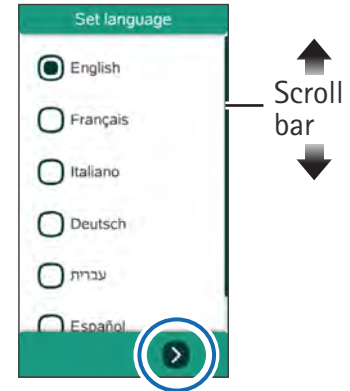 Set language
English
Français
Italiano
Deutsch
עברית
Español
Scroll
bar